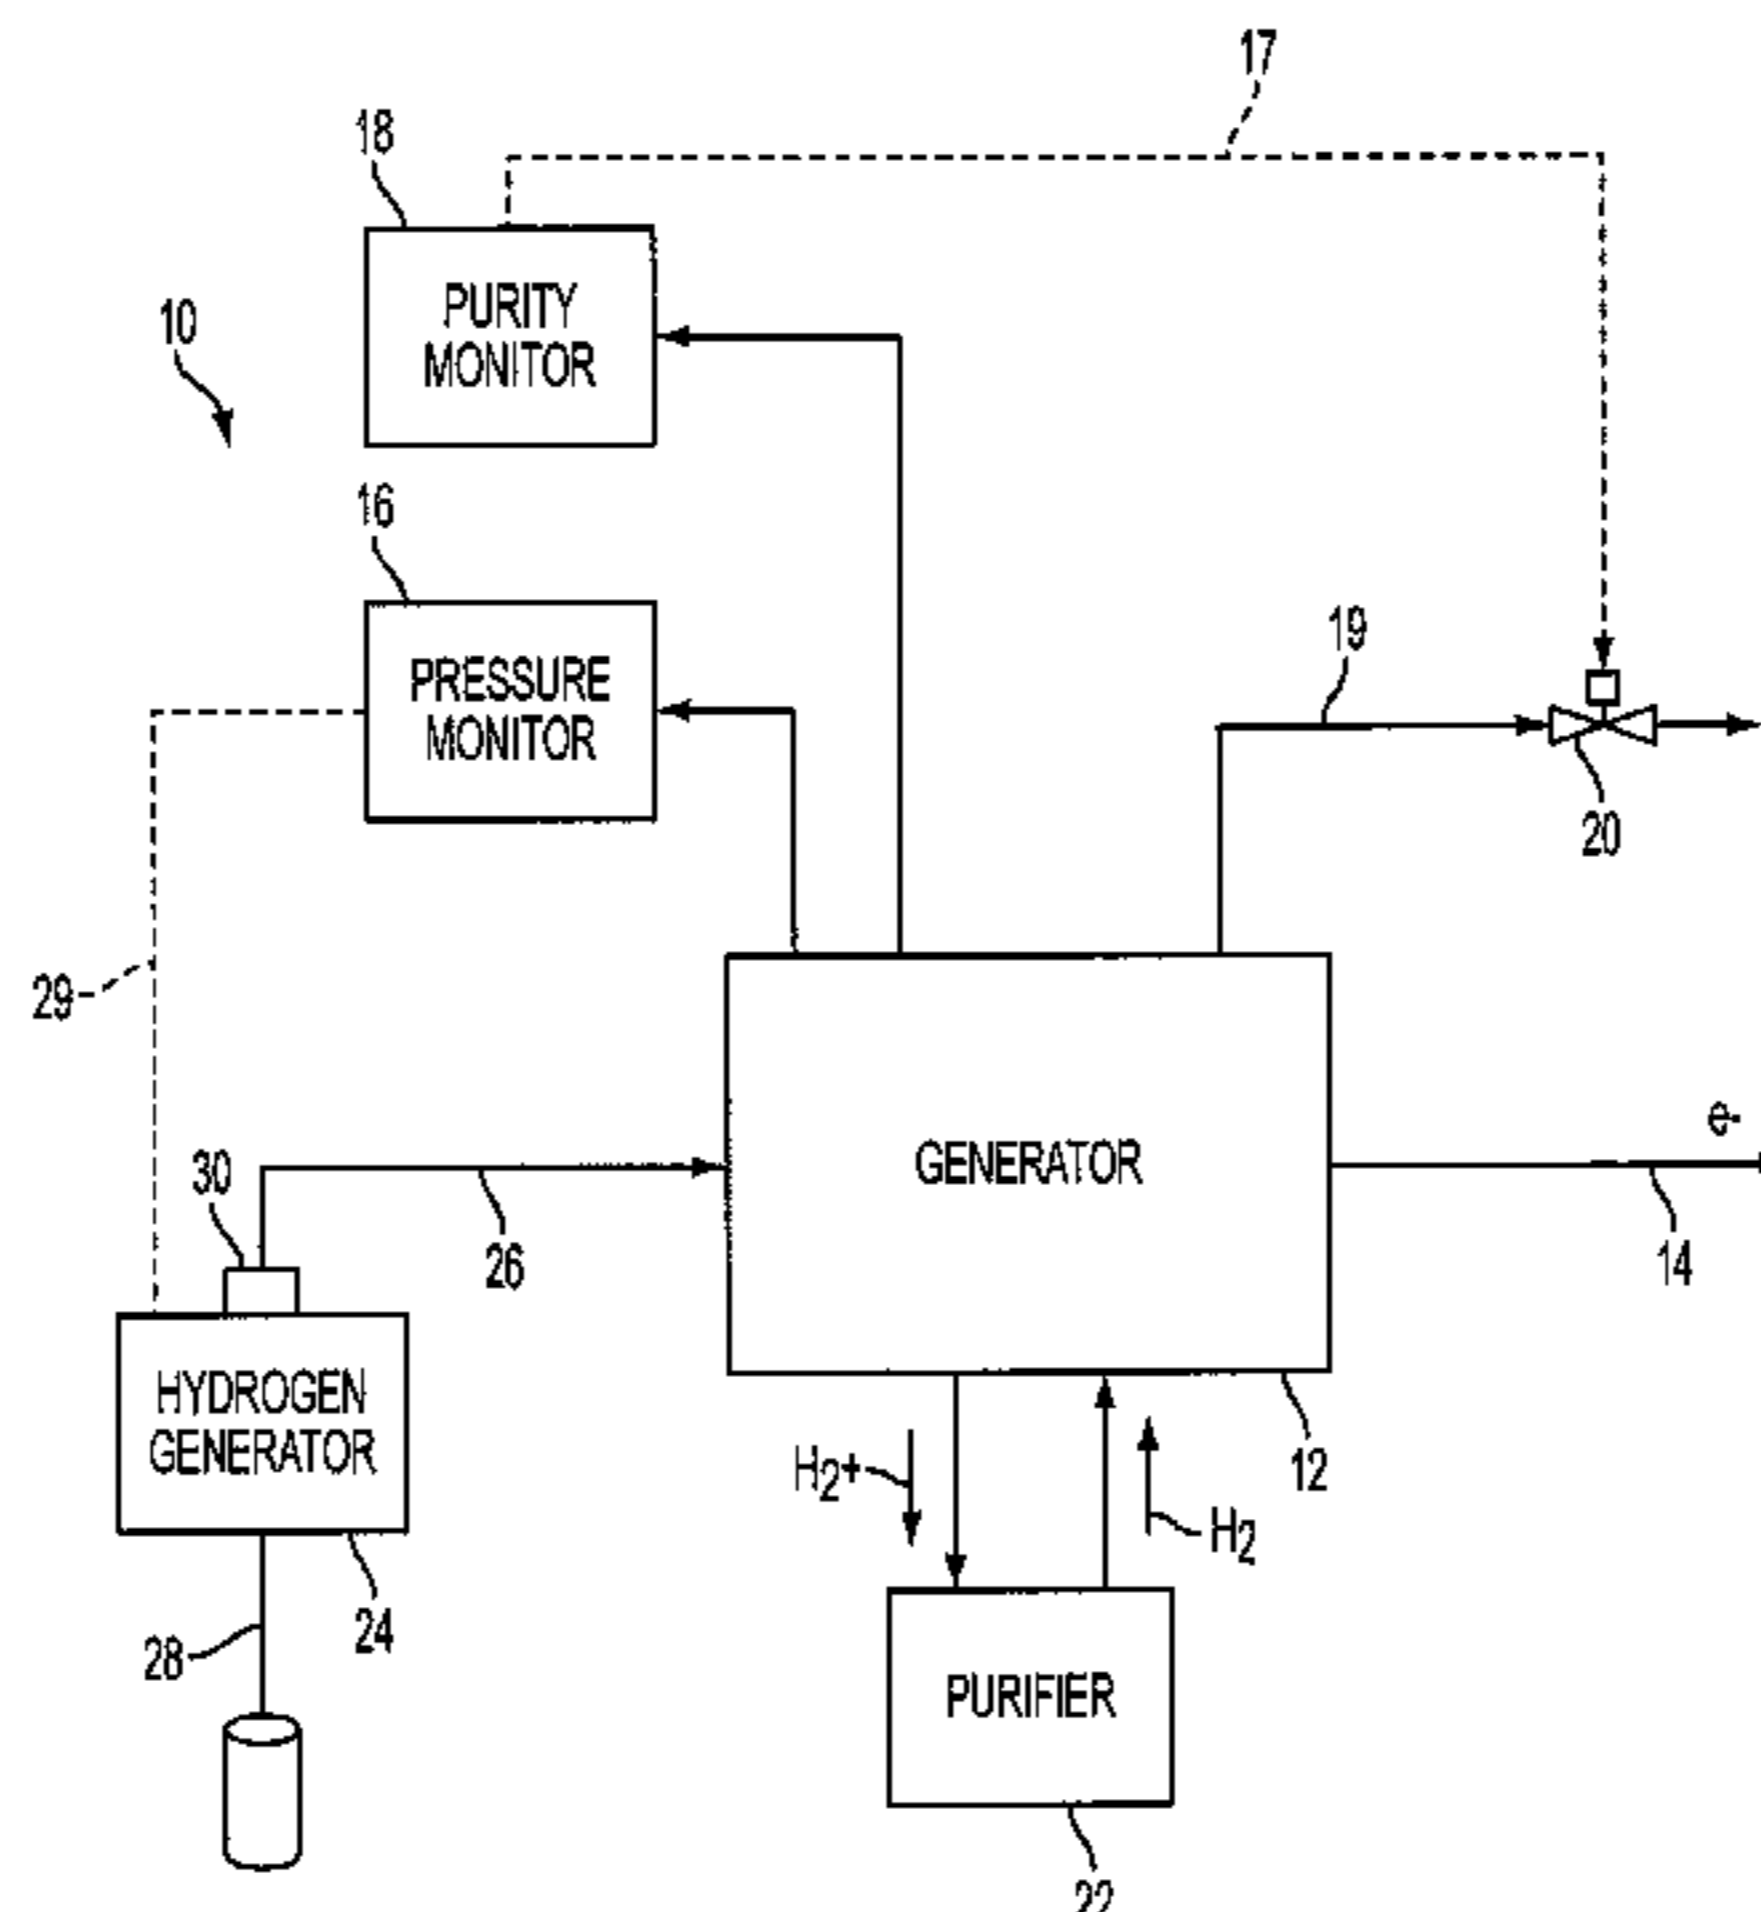 17
18
PURITY
MONITOR
10
16
PRESSURE
MONITOR
19
20
29
GENERATOR
e-
14
30
26
HYDROGEN
GENERATOR
H2+
H2
12
24
28
PURIFIER
22